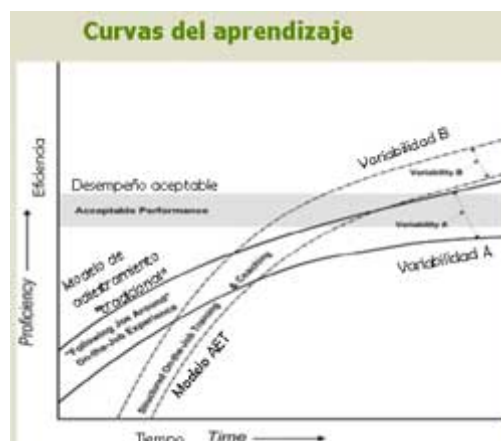 Curvas del aprendizaje
Variabilidad B
Variability B
Desempeño aceptable
Acceptable Performance
Variability A
Variabilidad A
Eficiencia
Proficiency
Modelo de
adiestramiento
"tradicional"
"Following Joe Around"
On-the-Job Experience
Structured On-the-Job Training
& Coaching
Modelo AET
Tiempo Time